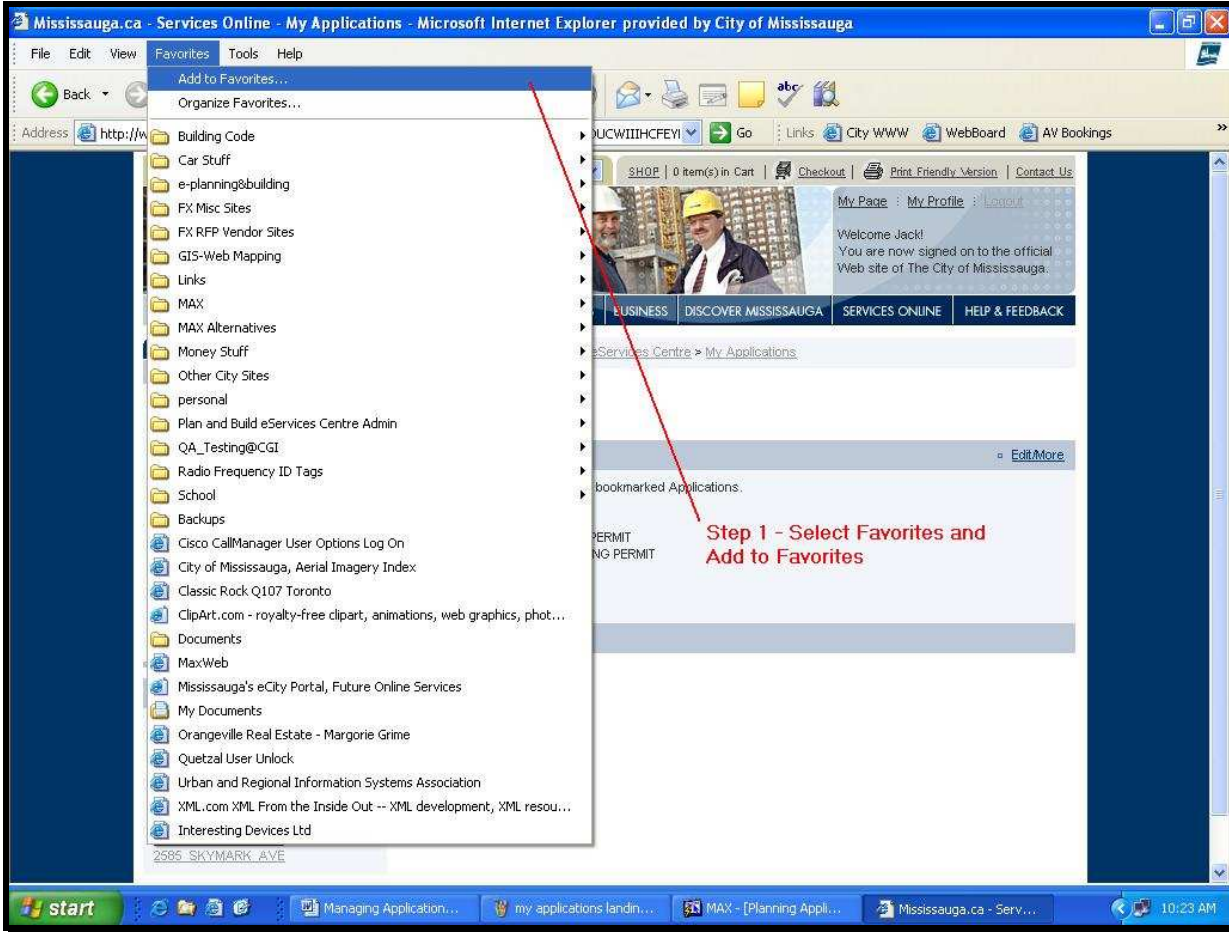 Mississauga.ca - Services Online - My Applications - Microsoft Internet Explorer provided by City of Mississauga
File Edit View Favorites Tools Help
Back
Address http://w UCWIIIHCFEYI Go Links City WWW WebBoard AV Bookings »
Add to Favorites...
Organize Favorites...
Building Code
Car Stuff
e-planning&building
FX Misc Sites
FX RFP Vendor Sites
GIS-Web Mapping
Links
MAX
MAX Alternatives
Money Stuff
Other City Sites
personal
Plan and Build eServices Centre Admin
QA_Testing@CGI
Radio Frequency ID Tags
School
Backups
Cisco CallManager User Options Log On
City of Mississauga, Aerial Imagery Index
Classic Rock Q107 Toronto
ClipArt.com - royalty-free clipart, animations, web graphics, phot...
Documents
MaxWeb
Mississauga's eCity Portal, Future Online Services
My Documents
Orangeville Real Estate - Margorie Grime
Quetzal User Unlock
Urban and Regional Information Systems Association
XML.com XML From the Inside Out -- XML development, XML resou...
Interesting Devices Ltd
2585 SKYMARK AVE
SHOP | 0 item(s) in Cart | Checkout | Print Friendly Version | Contact Us
My Page My Profile Logout
Welcome Jack!
You are now signed on to the official
Web site of The City of Mississauga.
BUSINESS DISCOVER MISSISSAUGA SERVICES ONLINE HELP & FEEDBACK
eServices Centre > My Applications
Edit/More
bookmarked Applications.
PERMIT
NG PERMIT
Step 1 - Select Favorites and
Add to Favorites
start Managing Application... my applications landin... MAX - [Planning Appli... Mississauga.ca - Serv... 10:23 AM